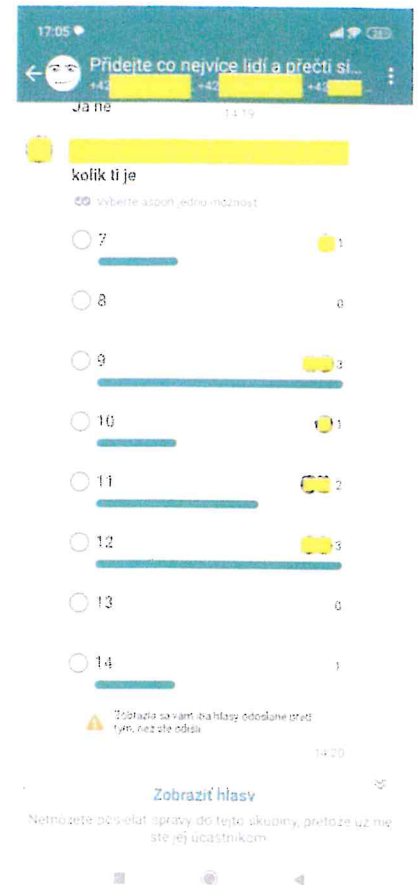 17:05
Přidejte co nejvíce lidí a přečti si...
+42 +42 +42
Ja ne
14:19
kolik ti je
Vyberte aspoň jednu možnosť
7 1
8 0
9 3
10 1
11 2
12 3
13 0
14 1
Zobrazia sa vám iba hlasy odoslané pred
tým, než ste odišli
14:20
Zobraziť hlasy
Nemôžete posielať správy do tejto skupiny, pretože už nie
ste jej účastníkom